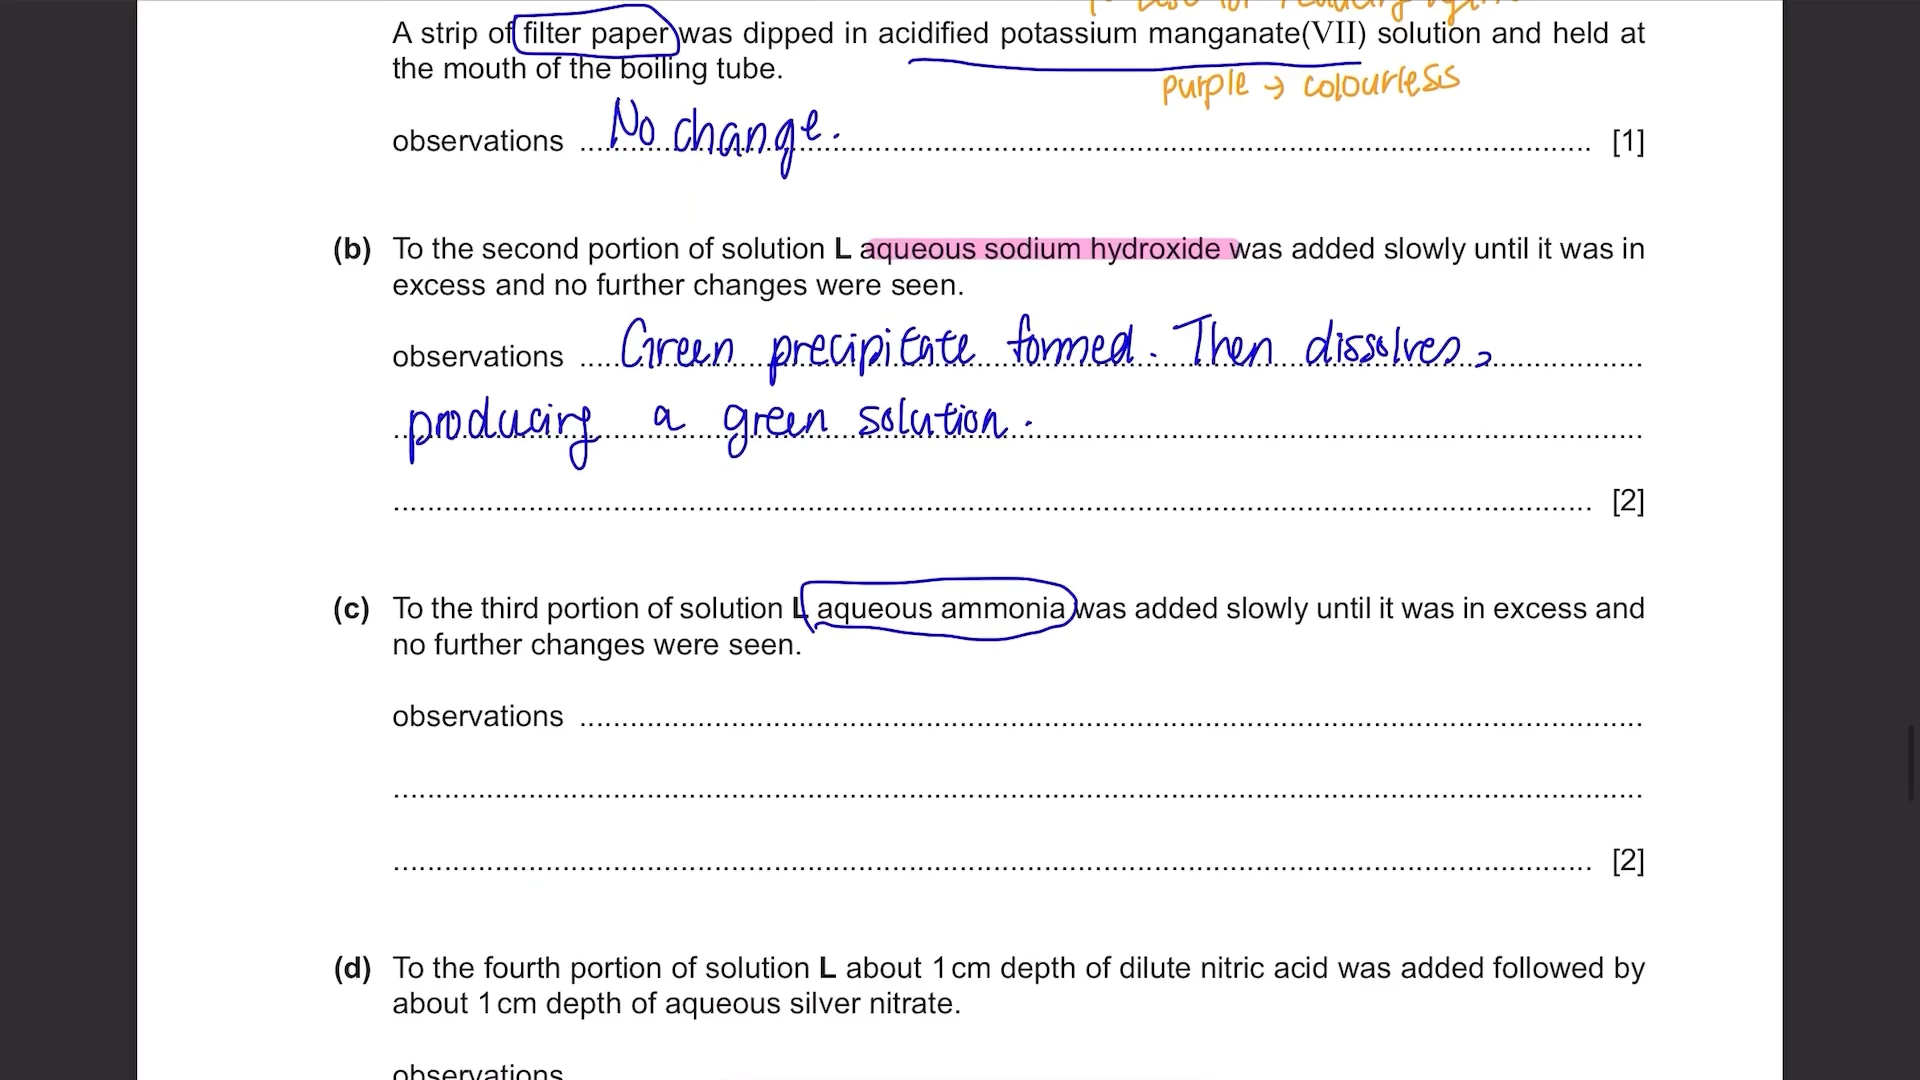 A strip of filter paper was dipped in acidified potassium manganate(VII) solution and held at
the mouth of the boiling tube.
purple → colourless
observations No change. [1]
(b) To the second portion of solution L aqueous sodium hydroxide was added slowly until it was in
excess and no further changes were seen.
observations Green precipitate formed. Then dissolves,
producing a green solution.
[2]
(c) To the third portion of solution L aqueous ammonia was added slowly until it was in excess and
no further changes were seen.
observations
[2]
(d) To the fourth portion of solution L about 1 cm depth of dilute nitric acid was added followed by
about 1 cm depth of aqueous silver nitrate.
observations